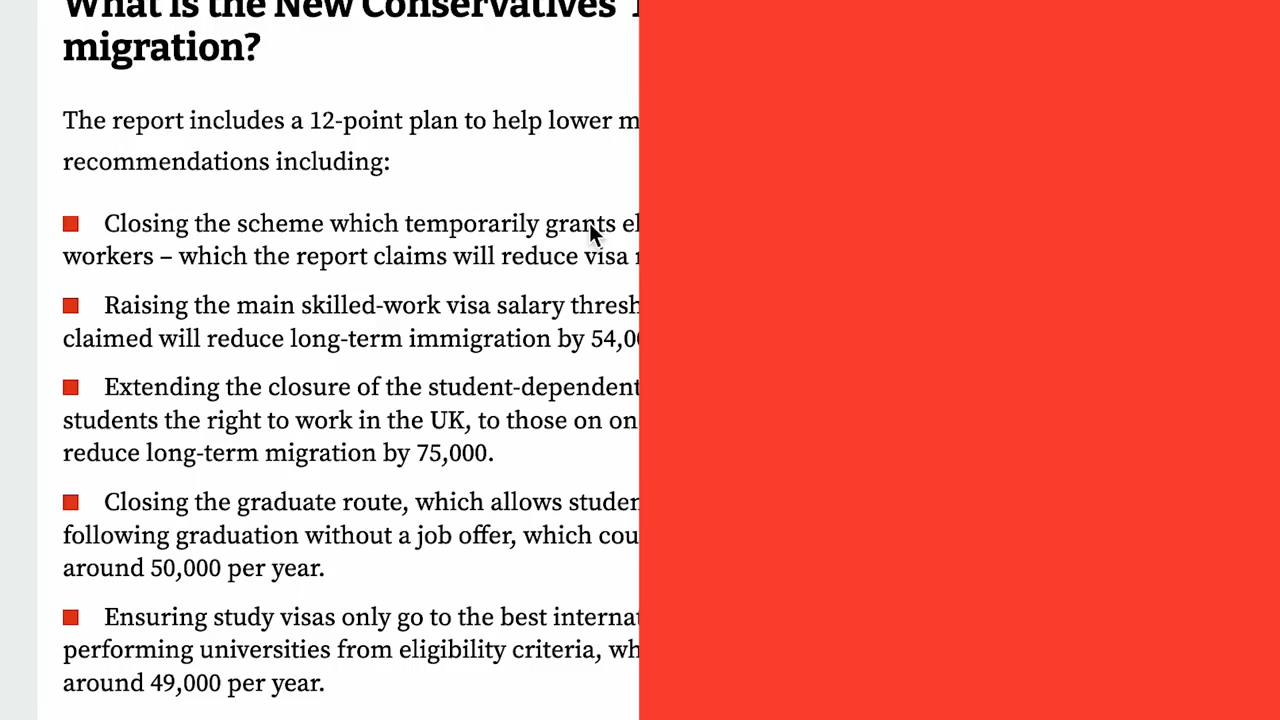 What is the New Conservatives'
migration?
The report includes a 12-point plan to help lower
recommendations including:
Closing the scheme which temporarily grants
workers – which the report claims will reduce visa
Raising the main skilled-work visa salary
claimed will reduce long-term immigration by
Extending the closure of the student-dependent
students the right to work in the UK, to those on
reduce long-term migration by 75,000.
Closing the graduate route, which allows
following graduation without a job offer, which
around 50,000 per year.
Ensuring study visas only go to the best
performing universities from eligibility criteria,
around 49,000 per year.